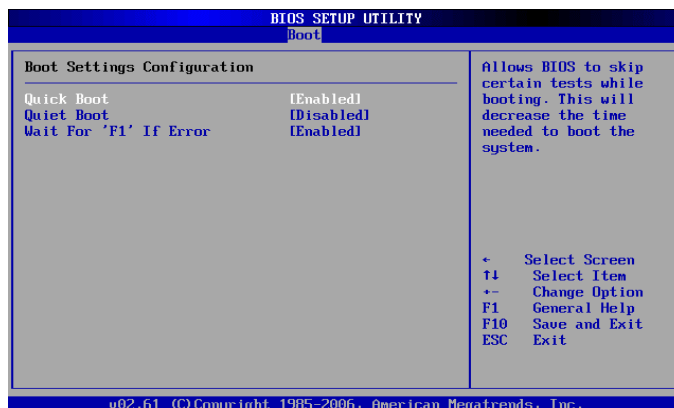 BIOS SETUP UTILITY
Boot
Boot Settings Configuration
Quick Boot [Enabled]
Quiet Boot [Disabled]
Wait For 'F1' If Error [Enabled]
Allows BIOS to skip
certain tests while
booting. This will
decrease the time
needed to boot the
system.
← Select Screen
↑↓ Select Item
+- Change Option
F1 General Help
F10 Save and Exit
ESC Exit
v02.61 (C)Copyright 1985-2006, American Megatrends, Inc.